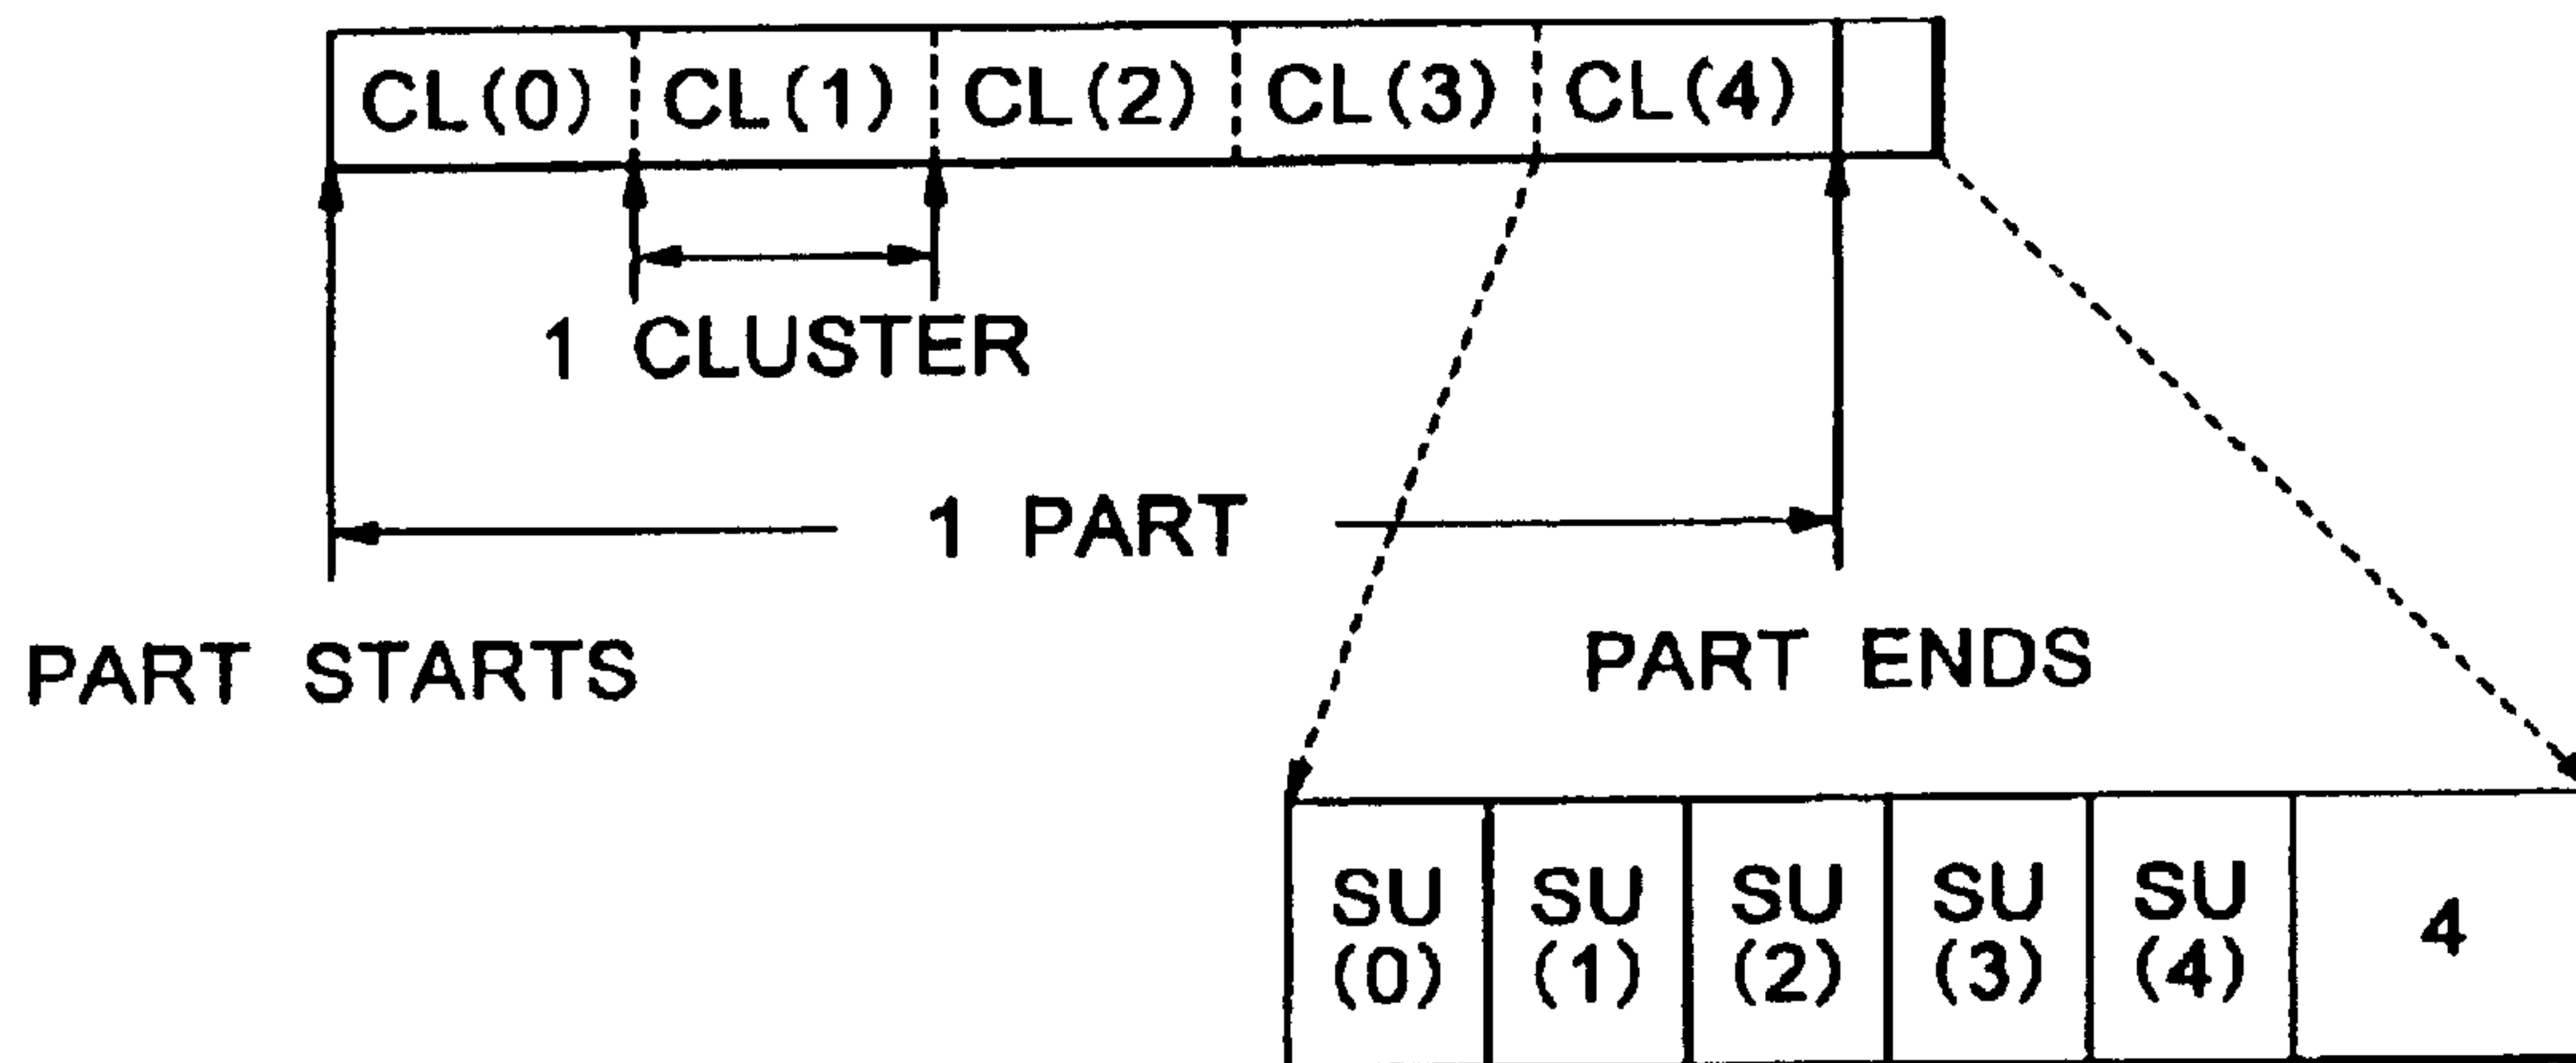 CL(0) CL(1) CL(2) CL(3) CL(4)
1 CLUSTER
1 PART
PART STARTS
PART ENDS
SU SU SU SU SU 4
(0) (1) (2) (3) (4)